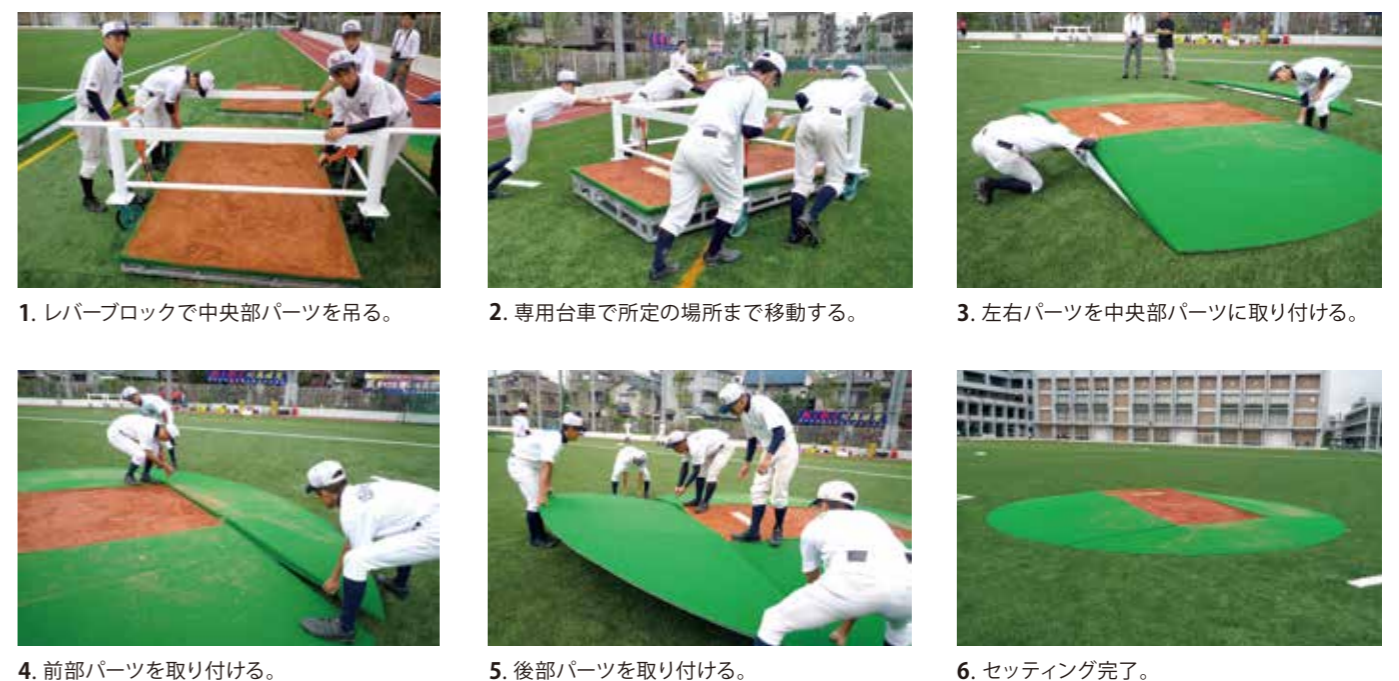 1. レバーブロックで中央部パーツを吊る。
2. 専用台車で所定の場所まで移動する。
3. 左右パーツを中央部パーツに取り付ける。
4. 前部パーツを取り付ける。
5. 後部パーツを取り付ける。
6. セッティング完了。